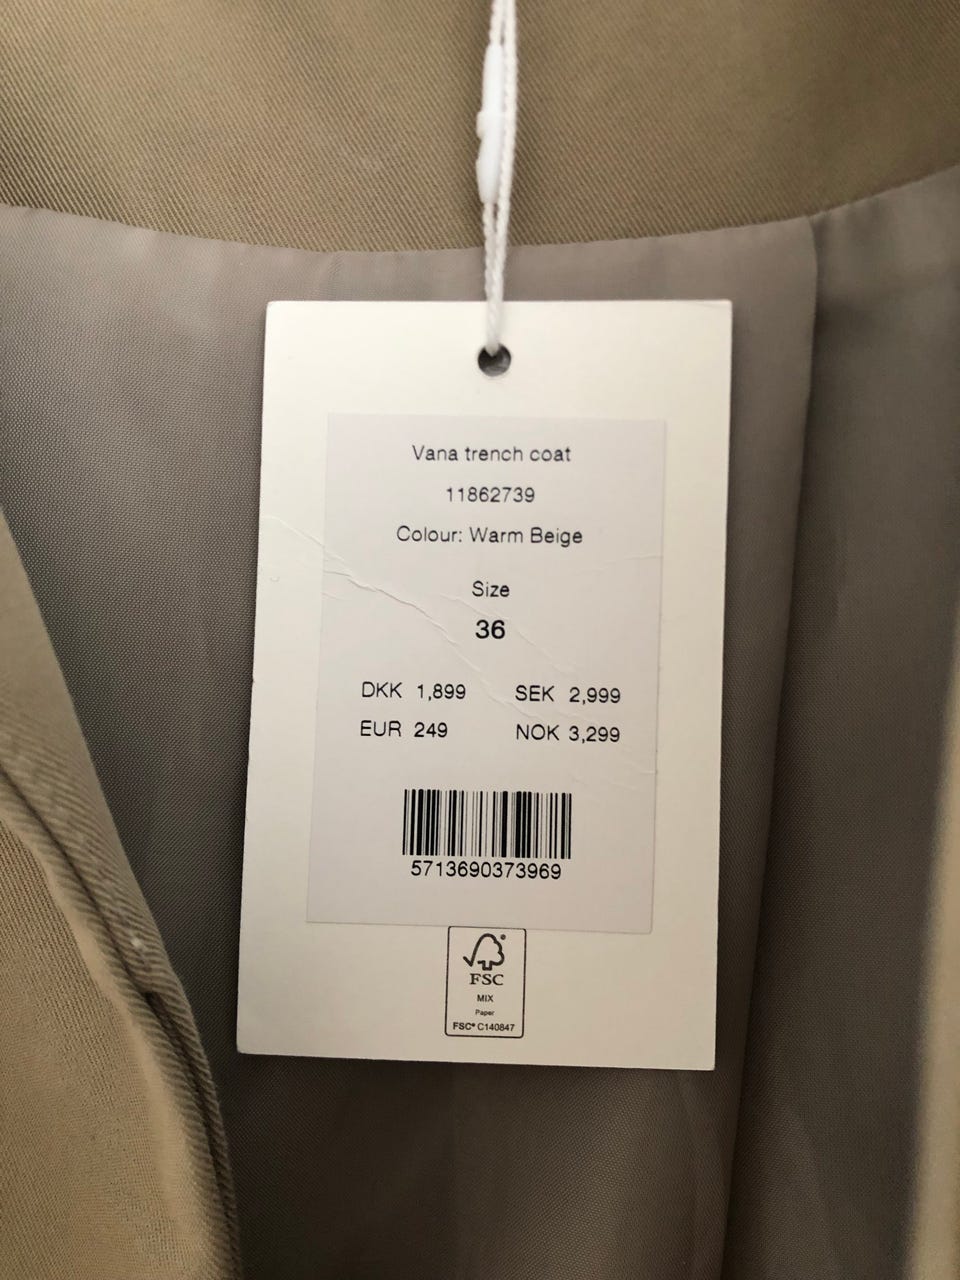 Vana trench coat
11862739
Colour: Warm Beige
Size
36
DKK 1,899 SEK 2,999
EUR 249 NOK 3,299
5713690373969
FSC
MIX
Paper
FSC® C140847